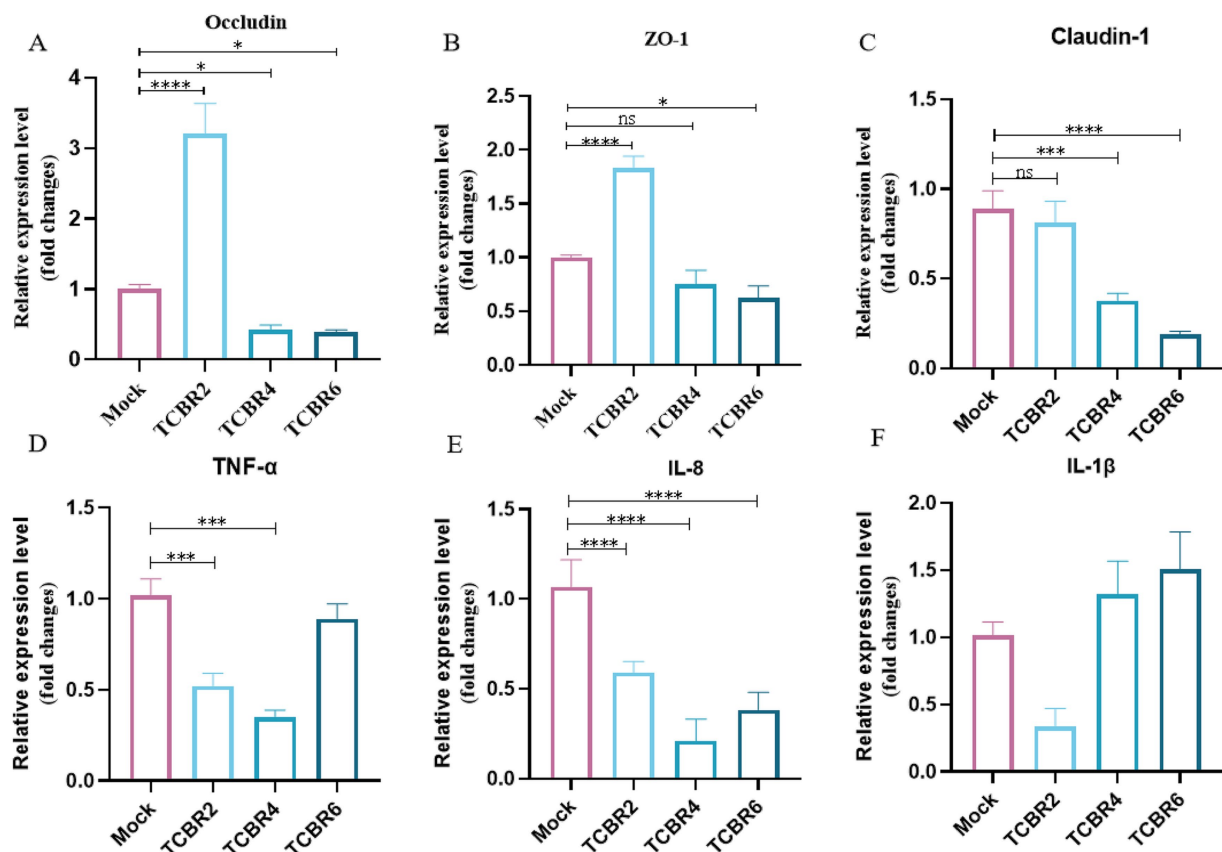 A
Occludin
Relative expression level
(fold changes)
*
*
****
4
3
2
1
0
Mock
TCBR2
TCBR4
TCBR6
B
ZO-1
Relative expression level
(fold changes)
*
ns
****
2.5
2.0
1.5
1.0
0.5
0.0
Mock
TCBR2
TCBR4
TCBR6
C
Claudin-1
Relative expression level
(fold changes)
****
***
ns
1.5
1.0
0.5
0.0
Mock
TCBR2
TCBR4
TCBR6
D
TNF-α
Relative expression level
(fold changes)
***
***
1.5
1.0
0.5
0.0
Mock
TCBR2
TCBR4
TCBR6
E
IL-8
Relative expression level
(fold changes)
****
****
****
1.5
1.0
0.5
0.0
Mock
TCBR2
TCBR4
TCBR6
F
IL-1β
Relative expression level
(fold changes)
2.0
1.5
1.0
0.5
0.0
Mock
TCBR2
TCBR4
TCBR6